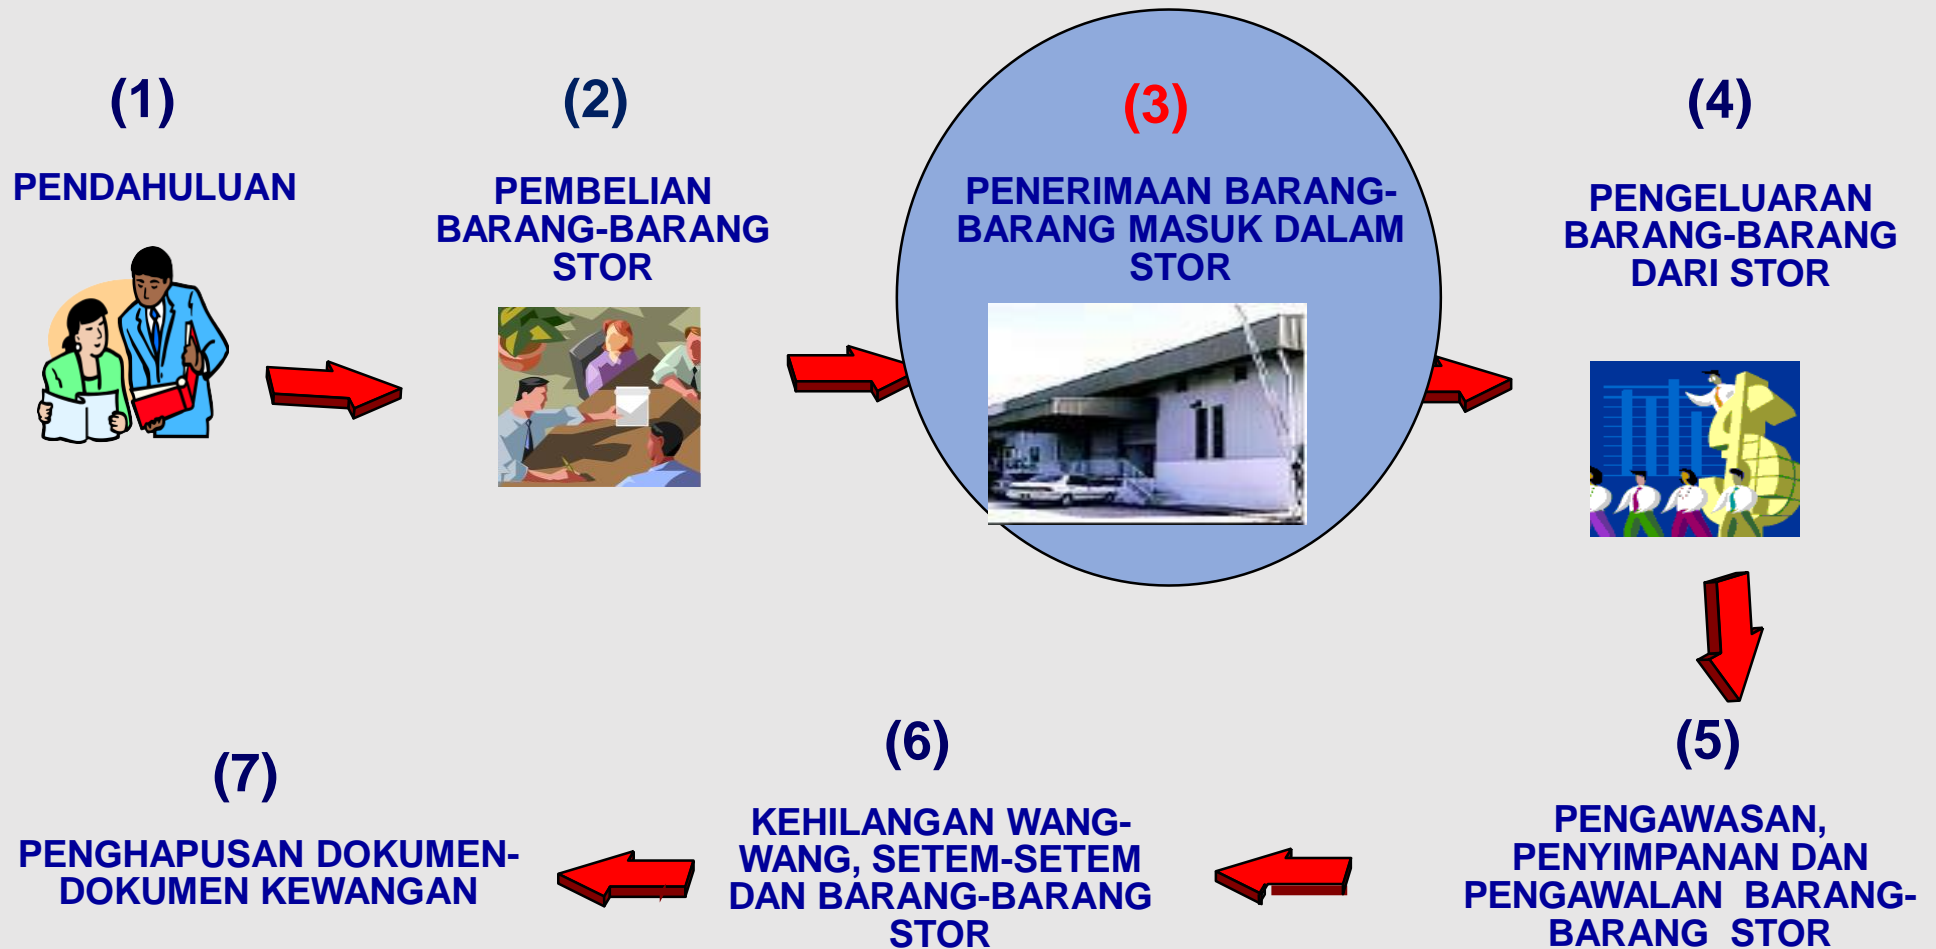 (1)
PENDAHULUAN
(2)
PEMBELIAN
BARANG-BARANG
STOR
(3)
PENERIMAAN BARANG-
BARANG MASUK DALAM
STOR
(4)
PENGELUARAN
BARANG-BARANG
DARI STOR
(5)
PENGAWASAN,
PENYIMPANAN DAN
PENGAWALAN BARANG-
BARANG STOR
(6)
KEHILANGAN WANG-
WANG, SETEM-SETEM
DAN BARANG-BARANG
STOR
(7)
PENGHAPUSAN DOKUMEN-
DOKUMEN KEWANGAN